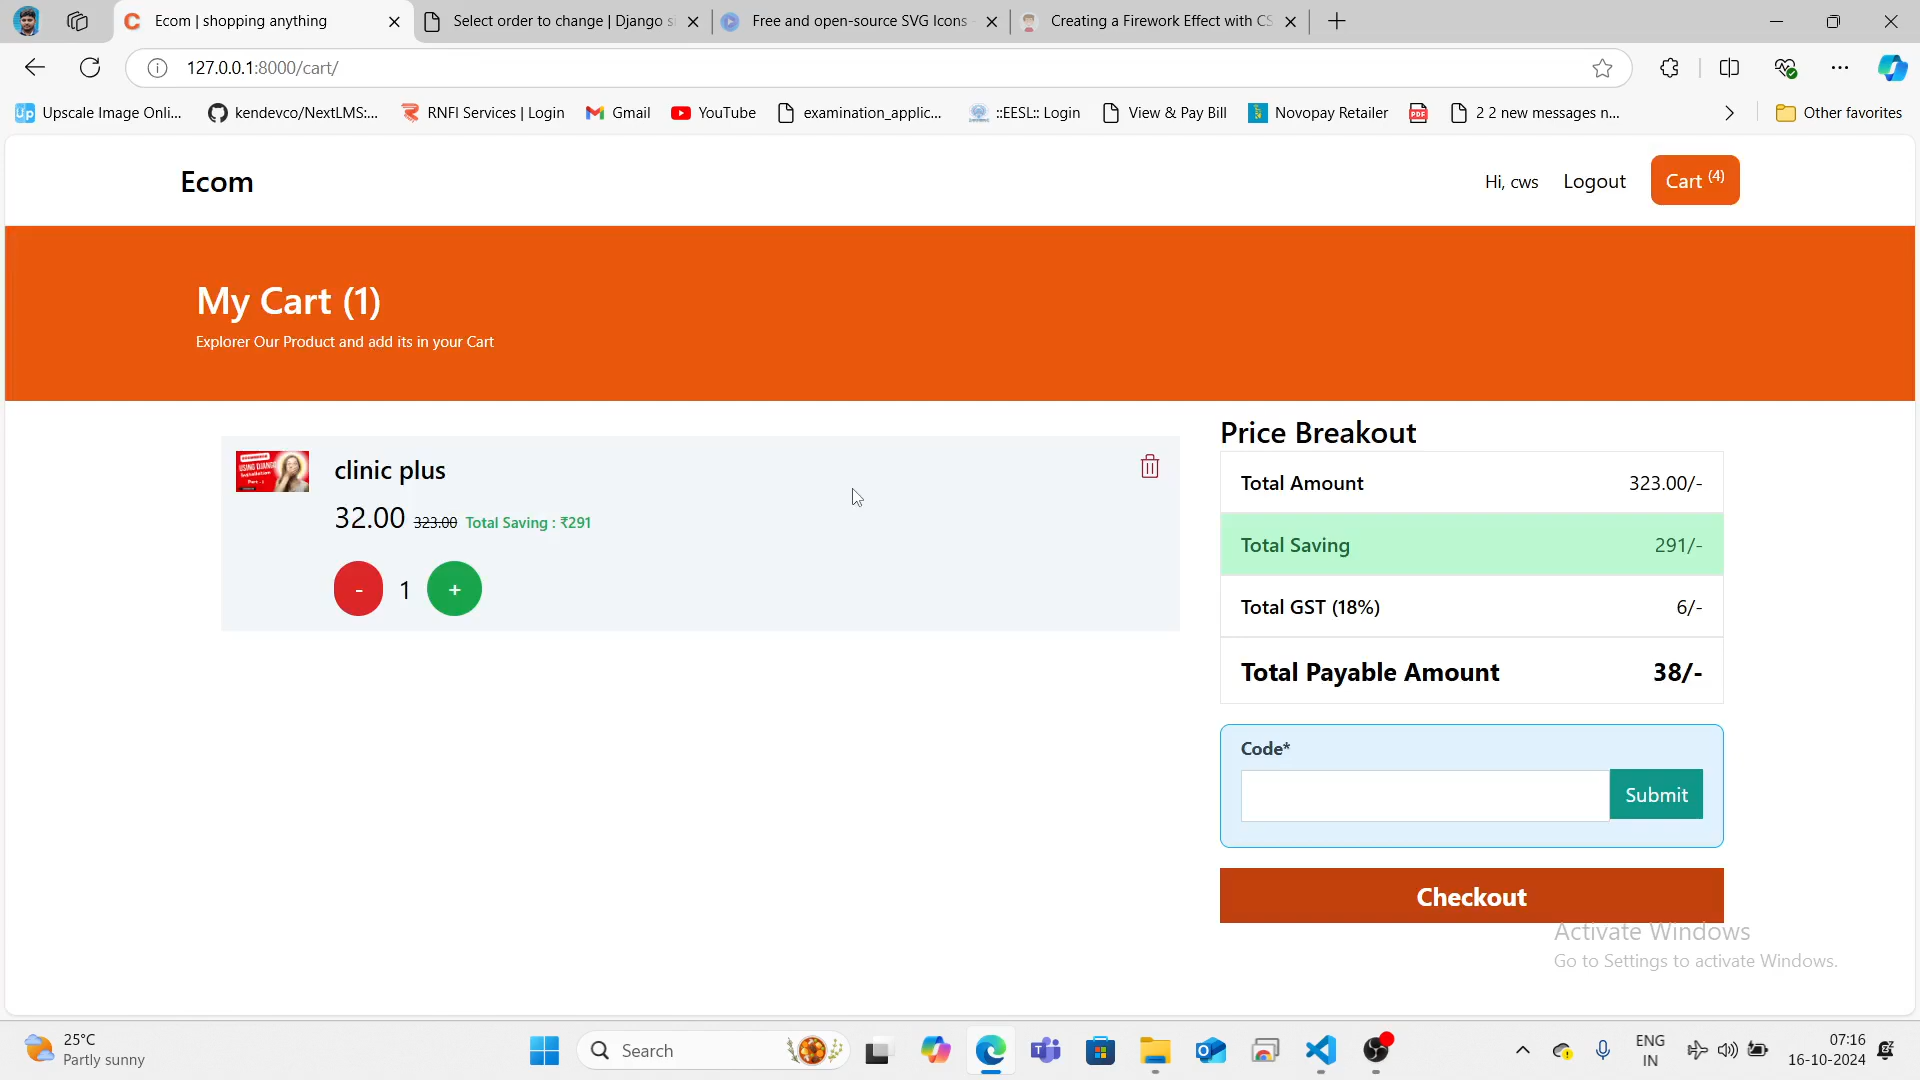 Ecom | shopping anything
Select order to change | Django si
Free and open-source SVG Icons
Creating a Firework Effect with CS
127.0.0.1:8000/cart/
Upscale Image Onli...
kendevco/NextLMS:...
RNFI Services | Login
Gmail
YouTube
examination_applic...
::EESL:: Login
View & Pay Bill
Novopay Retailer
2 2 new messages n...
Other favorites
Ecom
Hi, cws
Logout
Cart (4)
My Cart (1)
Explorer Our Product and add its in your Cart
clinic plus
32.00 323.00 Total Saving : ₹291
- 1 +
Price Breakout
Total Amount 323.00/-
Total Saving 291/-
Total GST (18%) 6/-
Total Payable Amount 38/-
Code*
Submit
Checkout
Activate Windows
Go to Settings to activate Windows.
25°C
Partly sunny
Search
ENG
IN
07:16
16-10-2024